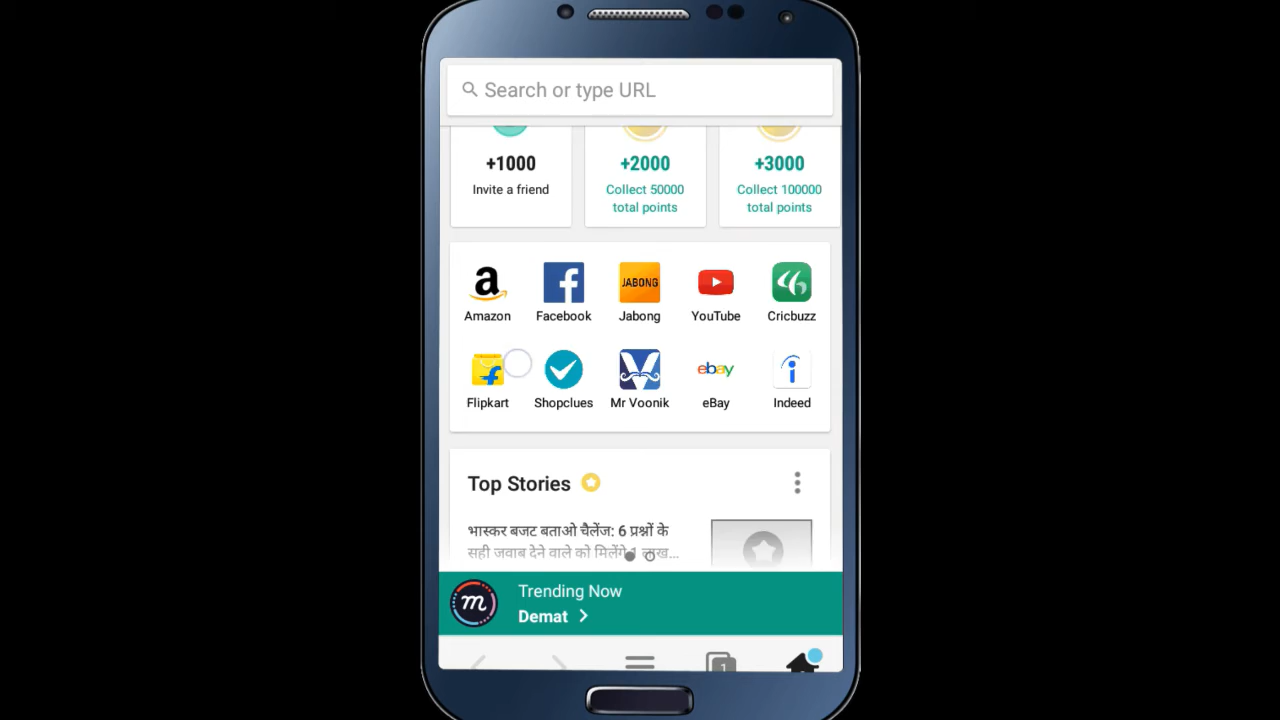 Search or type URL
+1000
Invite a friend
+2000
Collect 50000
total points
+3000
Collect 100000
total points
a
Amazon
f
Facebook
JABONG
Jabong
YouTube
Cricbuzz
f
Flipkart
Shopclues
Mr Voonik
ebay
eBay
i
Indeed
Top Stories
भास्कर बजट बताओ चैलेंज: 6 प्रश्नों के
सही जवाब देने वाले को मिलेंगे 1 लाख...
m
Trending Now
Demat
1